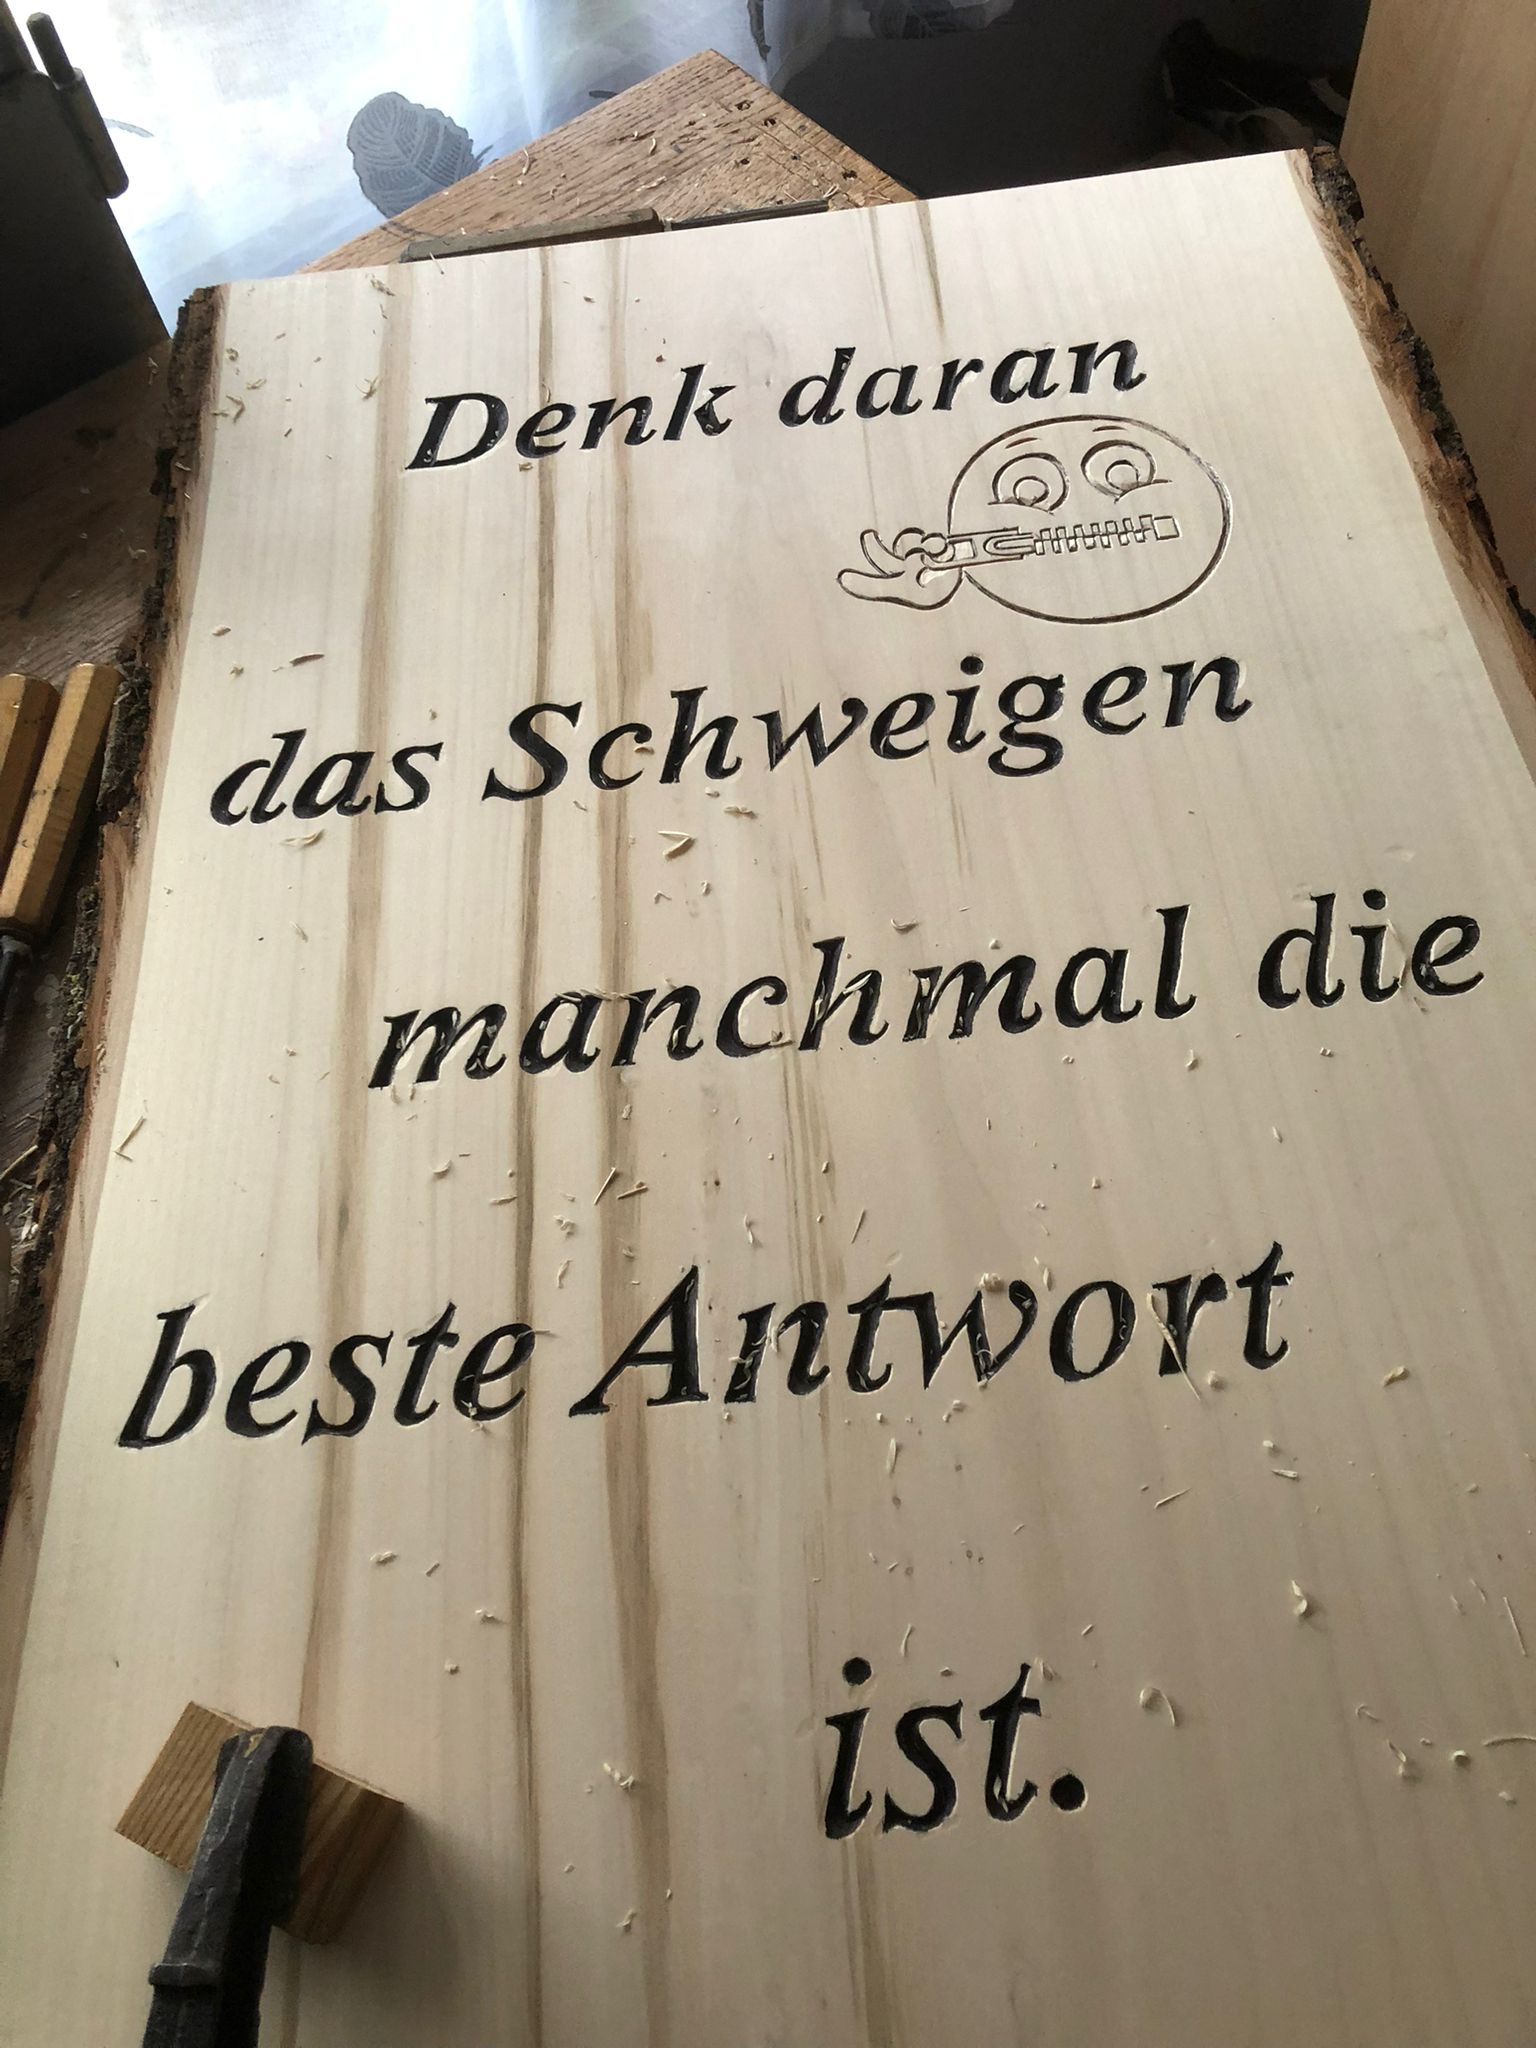 Denk daran
das Schweigen
manchmal die
beste Antwort
ist.